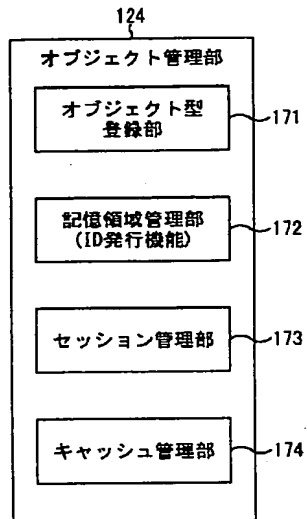 124
オブジェクト管理部
オブジェクト型
登録部
171
記憶領域管理部
(ID発行機能)
172
セッション管理部
173
キャッシュ管理部
174